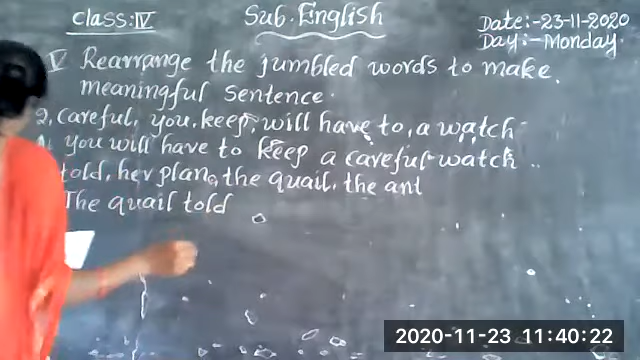 Class:IV
Sub. English
Date:-23-11-2020
Day:-Monday.
V Rearrange the jumbled words to make
meaningful sentence.
2, careful, you, keep, will have to, a watch
you will have to keep a careful watch
told, her plan, the quail, the ant
The quail told
2020-11-23 11:40:22